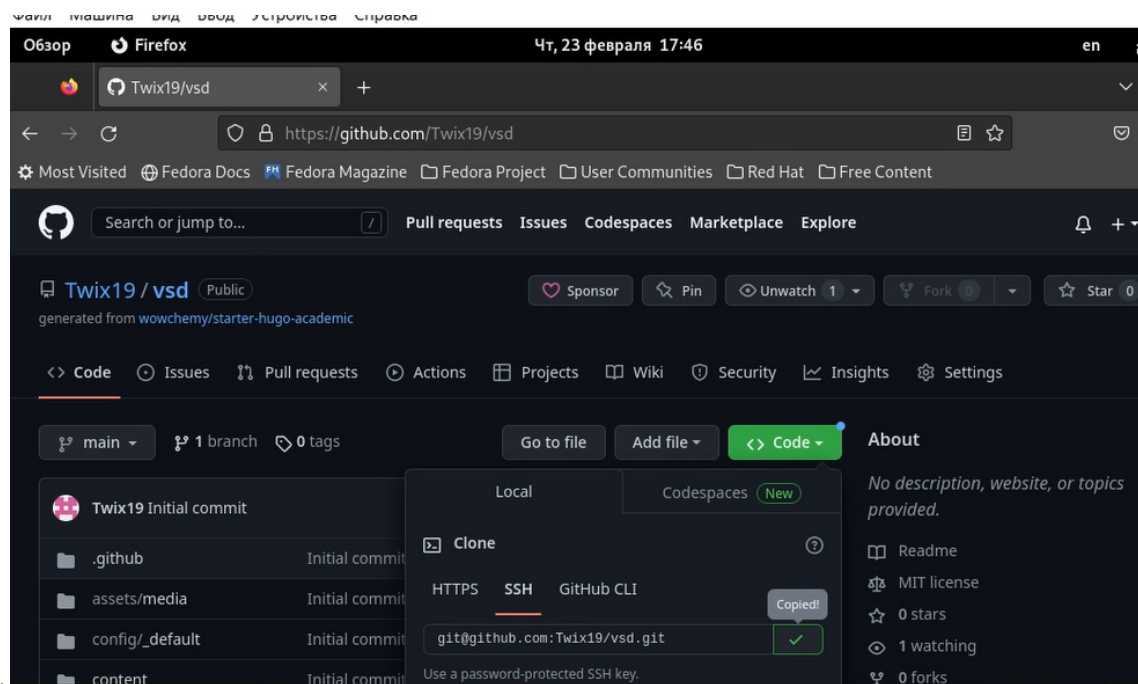 Файл Машина Вид Ввод Устройства Справка
Обзор Firefox Чт, 23 февраля 17:46 en
Twix19/vsd × +
https://github.com/Twix19/vsd
Most Visited Fedora Docs Fedora Magazine Fedora Project User Communities Red Hat Free Content
Search or jump to... / Pull requests Issues Codespaces Marketplace Explore
Twix19 / vsd Public Sponsor Pin Unwatch 1 Fork 0 Star 0
generated from wowchemy/starter-hugo-academic
Code Issues Pull requests Actions Projects Wiki Security Insights Settings
main 1 branch 0 tags Go to file Add file Code About
Local Codespaces New No description, website, or topics
provided.
Twix19 Initial commit
Clone Readme
.github Initial commit
HTTPS SSH GitHub CLI MIT license
assets/media Initial commit Copied! 0 stars
config/_default Initial commit git@github.com:Twix19/vsd.git 1 watching
content Initial commit Use a password-protected SSH key. 0 forks